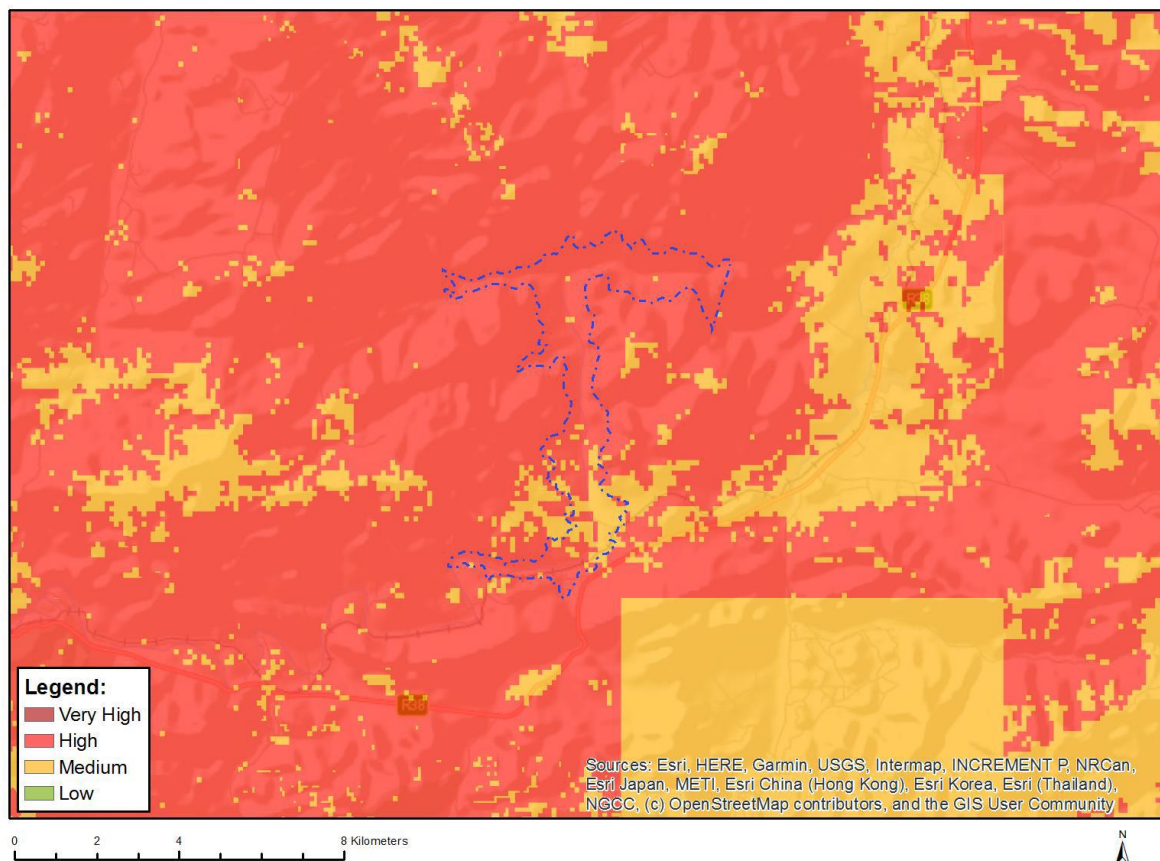 R38
R38
Legend:
Very High
High
Medium
Low
Sources: Esri, HERE, Garmin, USGS, Intermap, INCREMENT P, NRCan,
Esri Japan, METI, Esri China (Hong Kong), Esri Korea, Esri (Thailand),
NGCC, (c) OpenStreetMap contributors, and the GIS User Community
0 2 4 8 Kilometers
N